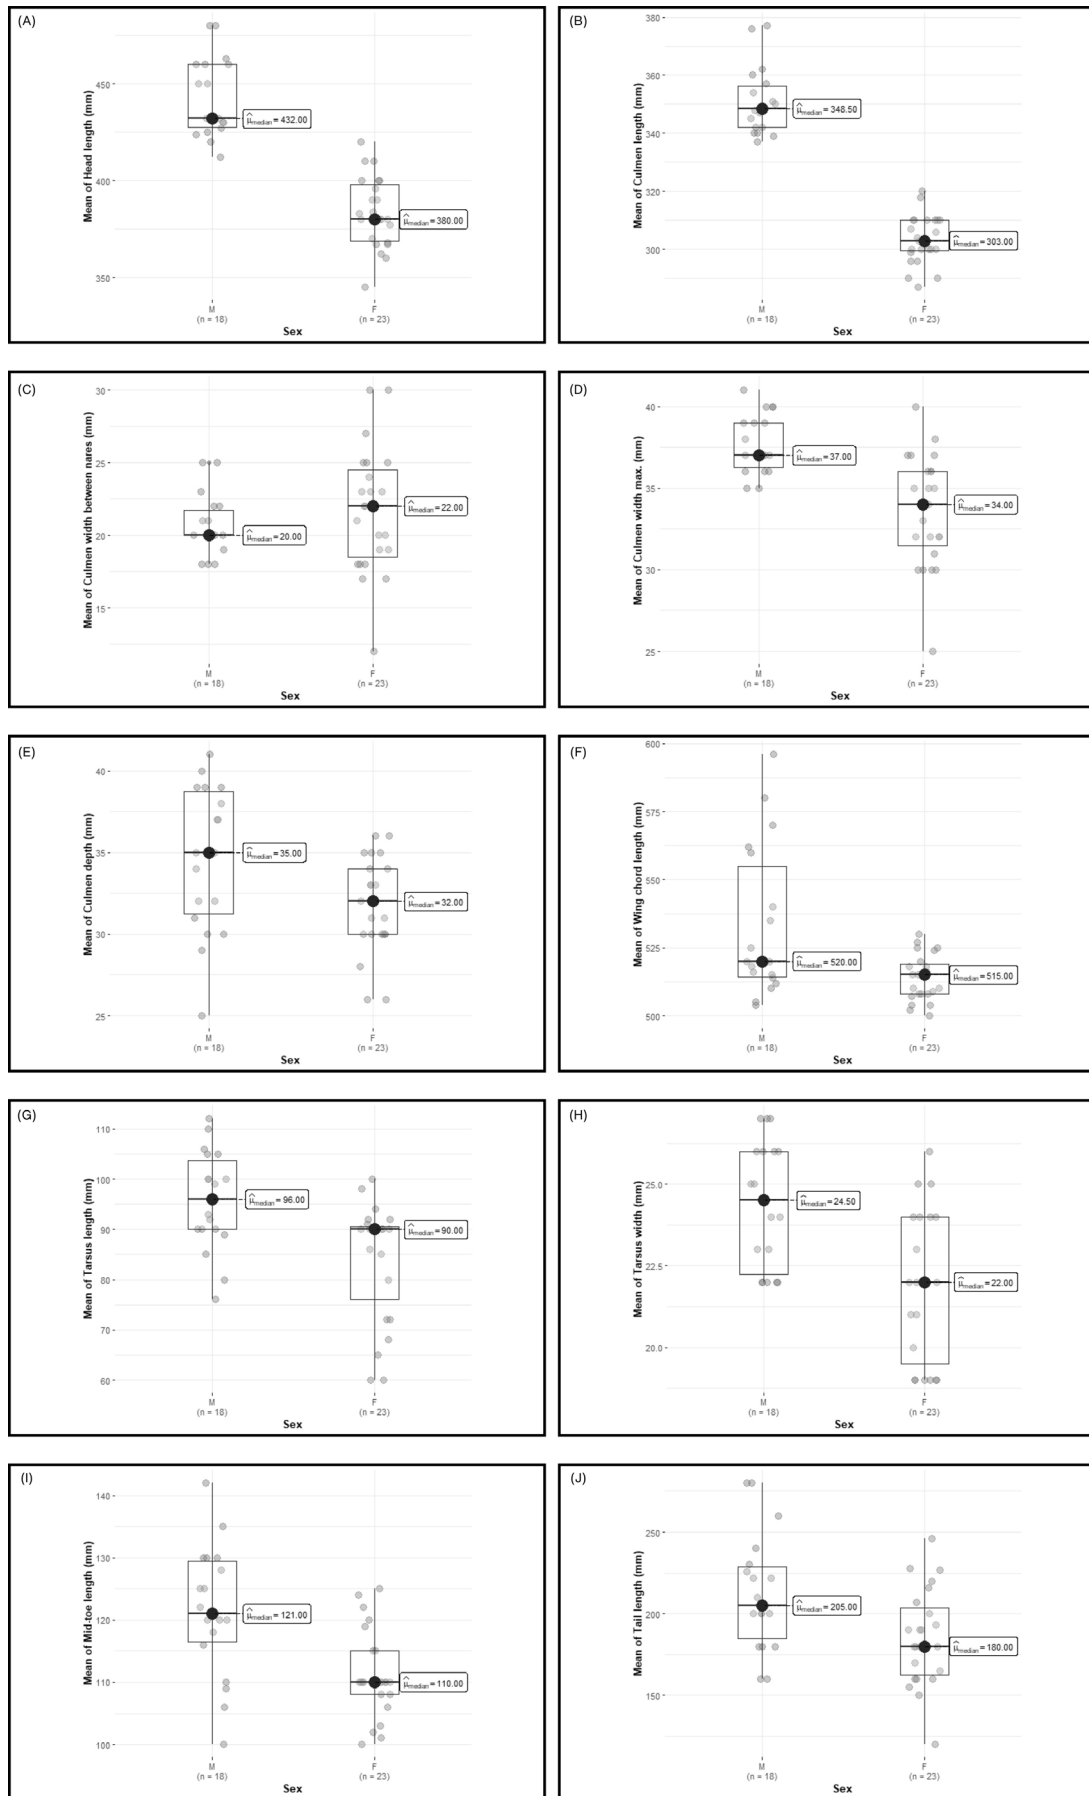 (A)
Mean of Head length (mm)
450
400
350
μ̂median = 432.00
μ̂median = 380.00
M
(n = 18)
F
(n = 23)
Sex
(B)
Mean of Culmen length (mm)
380
360
340
320
300
μ̂median = 348.50
μ̂median = 303.00
M
(n = 18)
F
(n = 23)
Sex
(C)
Mean of Culmen width between nares (mm)
30
25
20
15
μ̂median = 20.00
μ̂median = 22.00
M
(n = 18)
F
(n = 23)
Sex
(D)
Mean of Culmen width max. (mm)
40
35
30
25
μ̂median = 37.00
μ̂median = 34.00
M
(n = 18)
F
(n = 23)
Sex
(E)
Mean of Culmen depth (mm)
40
35
30
25
μ̂median = 35.00
μ̂median = 32.00
M
(n = 18)
F
(n = 23)
Sex
(F)
Mean of Wing chord length (mm)
600
575
550
525
500
μ̂median = 520.00
μ̂median = 515.00
M
(n = 18)
F
(n = 23)
Sex
(G)
Mean of Tarsus length (mm)
110
100
90
80
70
60
μ̂median = 96.00
μ̂median = 90.00
M
(n = 18)
F
(n = 23)
Sex
(H)
Mean of Tarsus width (mm)
25.0
22.5
20.0
μ̂median = 24.50
μ̂median = 22.00
M
(n = 18)
F
(n = 23)
Sex
(I)
Mean of Mid-toe length (mm)
140
130
120
110
100
μ̂median = 121.00
μ̂median = 110.00
M
(n = 18)
F
(n = 23)
Sex
(J)
Mean of Tail length (mm)
250
200
150
μ̂median = 205.00
μ̂median = 180.00
M
(n = 18)
F
(n = 23)
Sex